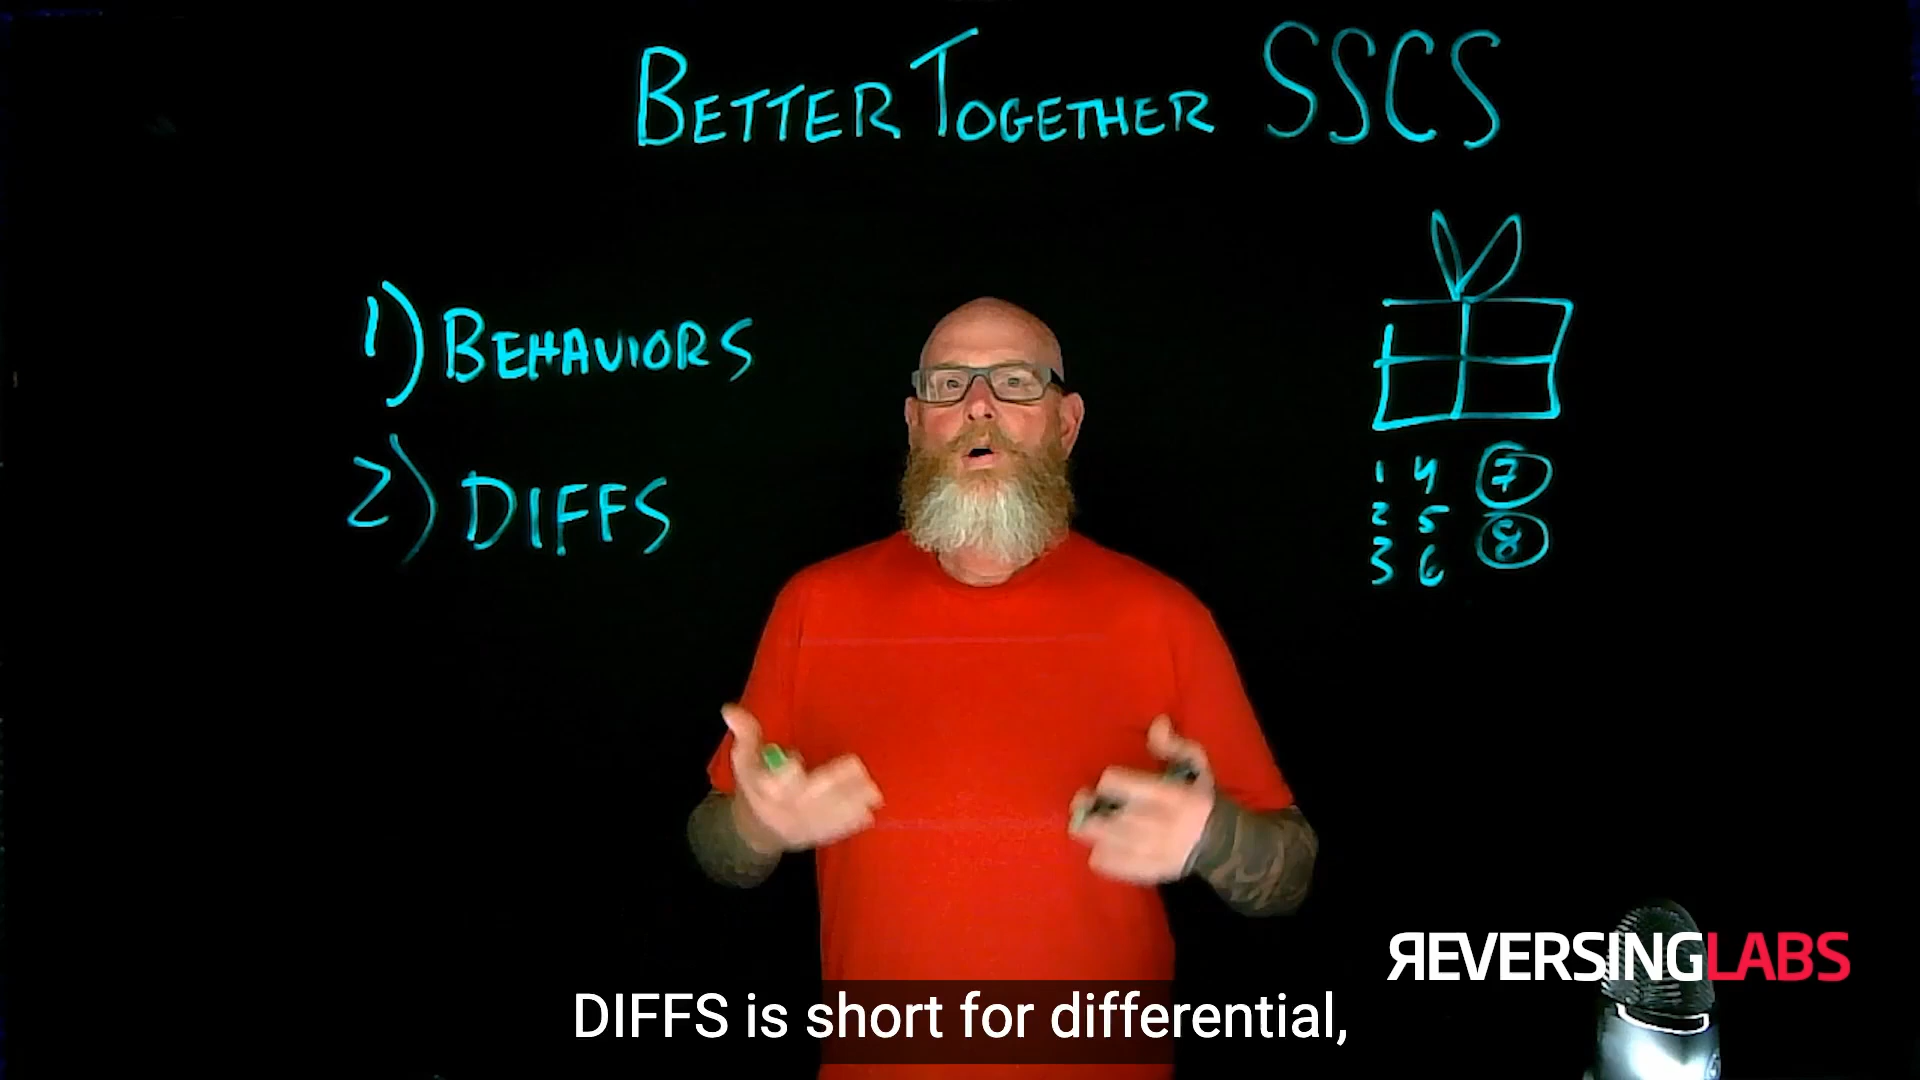 BETTER TOGETHER SSCS
1) BEHAVIORS
2) DIFFS
1 4 7
2 5 8
3 6
REVERSINGLABS
DIFFS is short for differential,